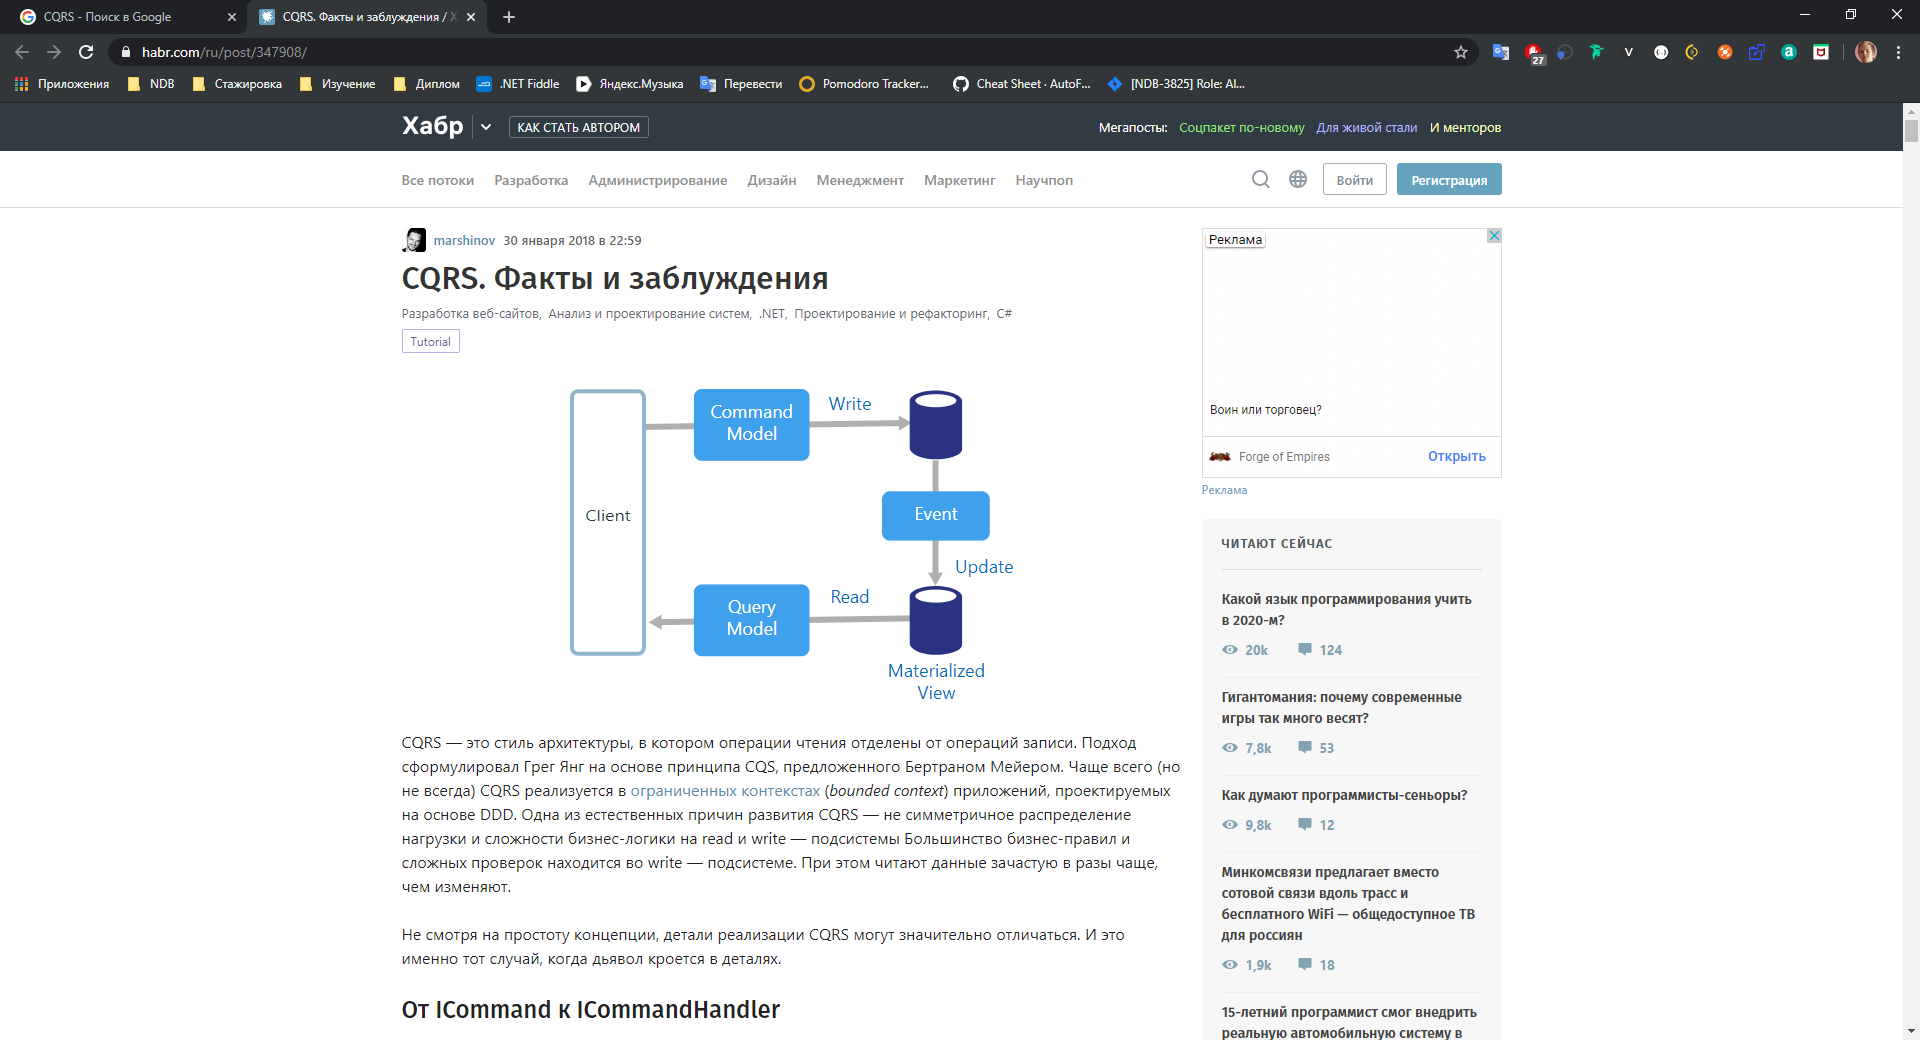 CQRS - Поиск в Google
CQRS. Факты и заблуждения / Х
habr.com/ru/post/347908/
27
Приложения
NDB
Стажировка
Изучение
Диплом
.NET Fiddle
Яндекс.Музыка
Перевести
Pomodoro Tracker...
Cheat Sheet · AutoF...
[NDB-3825] Role: Al...
Хабр
КАК СТАТЬ АВТОРОМ
Мегапосты: Соцпакет по-новому Для живой стали И менторов
Все потоки Разработка Администрирование Дизайн Менеджмент Маркетинг Научпоп
Войти
Регистрация
marshinov 30 января 2018 в 22:59
CQRS. Факты и заблуждения
Разработка веб-сайтов, Анализ и проектирование систем, .NET, Проектирование и рефакторинг, C#
Tutorial
Client
Command
Model
Write
Event
Update
Query
Model
Read
Materialized
View
CQRS — это стиль архитектуры, в котором операции чтения отделены от операций записи. Подход
сформулировал Грег Янг на основе принципа CQS, предложенного Бертраном Мейером. Чаще всего (но
не всегда) CQRS реализуется в ограниченных контекстах (bounded context) приложений, проектируемых
на основе DDD. Одна из естественных причин развития CQRS — не симметричное распределение
нагрузки и сложности бизнес-логики на read и write — подсистемы Большинство бизнес-правил и
сложных проверок находится во write — подсистеме. При этом читают данные зачастую в разы чаще,
чем изменяют.
Не смотря на простоту концепции, детали реализации CQRS могут значительно отличаться. И это
именно тот случай, когда дьявол кроется в деталях.
От ICommand к ICommandHandler
Реклама
Воин или торговец?
Forge of Empires
Открыть
Реклама
ЧИТАЮТ СЕЙЧАС
Какой язык программирования учить
в 2020-м?
20k 124
Гигантомания: почему современные
игры так много весят?
7,8k 53
Как думают программисты-сеньоры?
9,8k 12
Минкомсвязи предлагает вместо
сотовой связи вдоль трасс и
бесплатного WiFi — общедоступное ТВ
для россиян
1,9k 18
15-летний программист смог внедрить
реальную автомобильную систему в